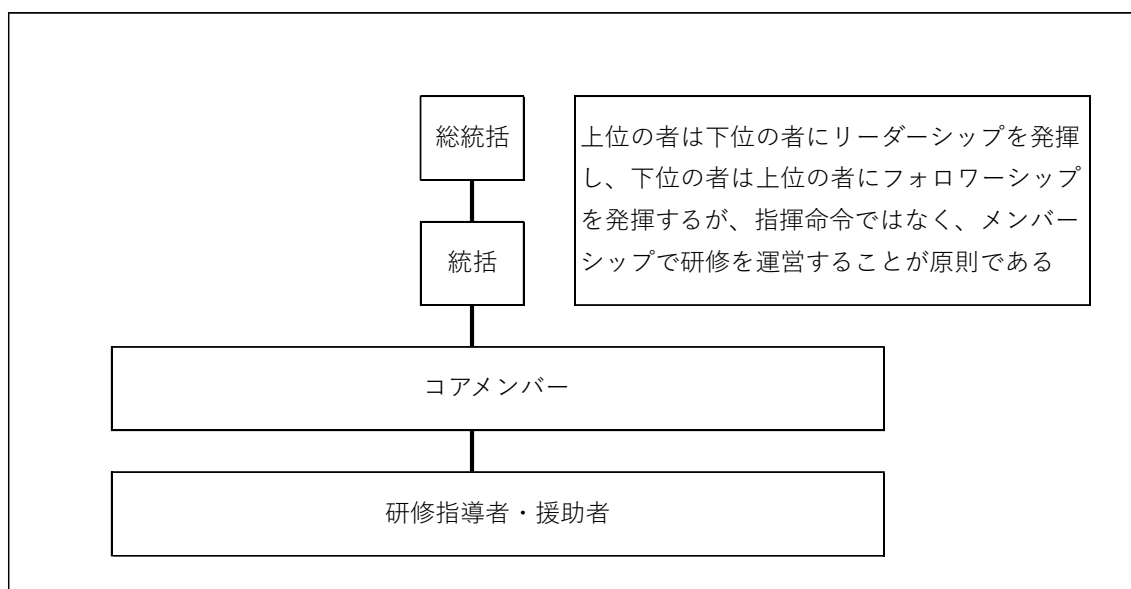 総統括
上位の者は下位の者にリーダーシップを発揮
し、下位の者は上位の者にフォロワーシップ
を発揮するが、指揮命令ではなく、メンバー
シップで研修を運営することが原則である
統括
コアメンバー
研修指導者・援助者